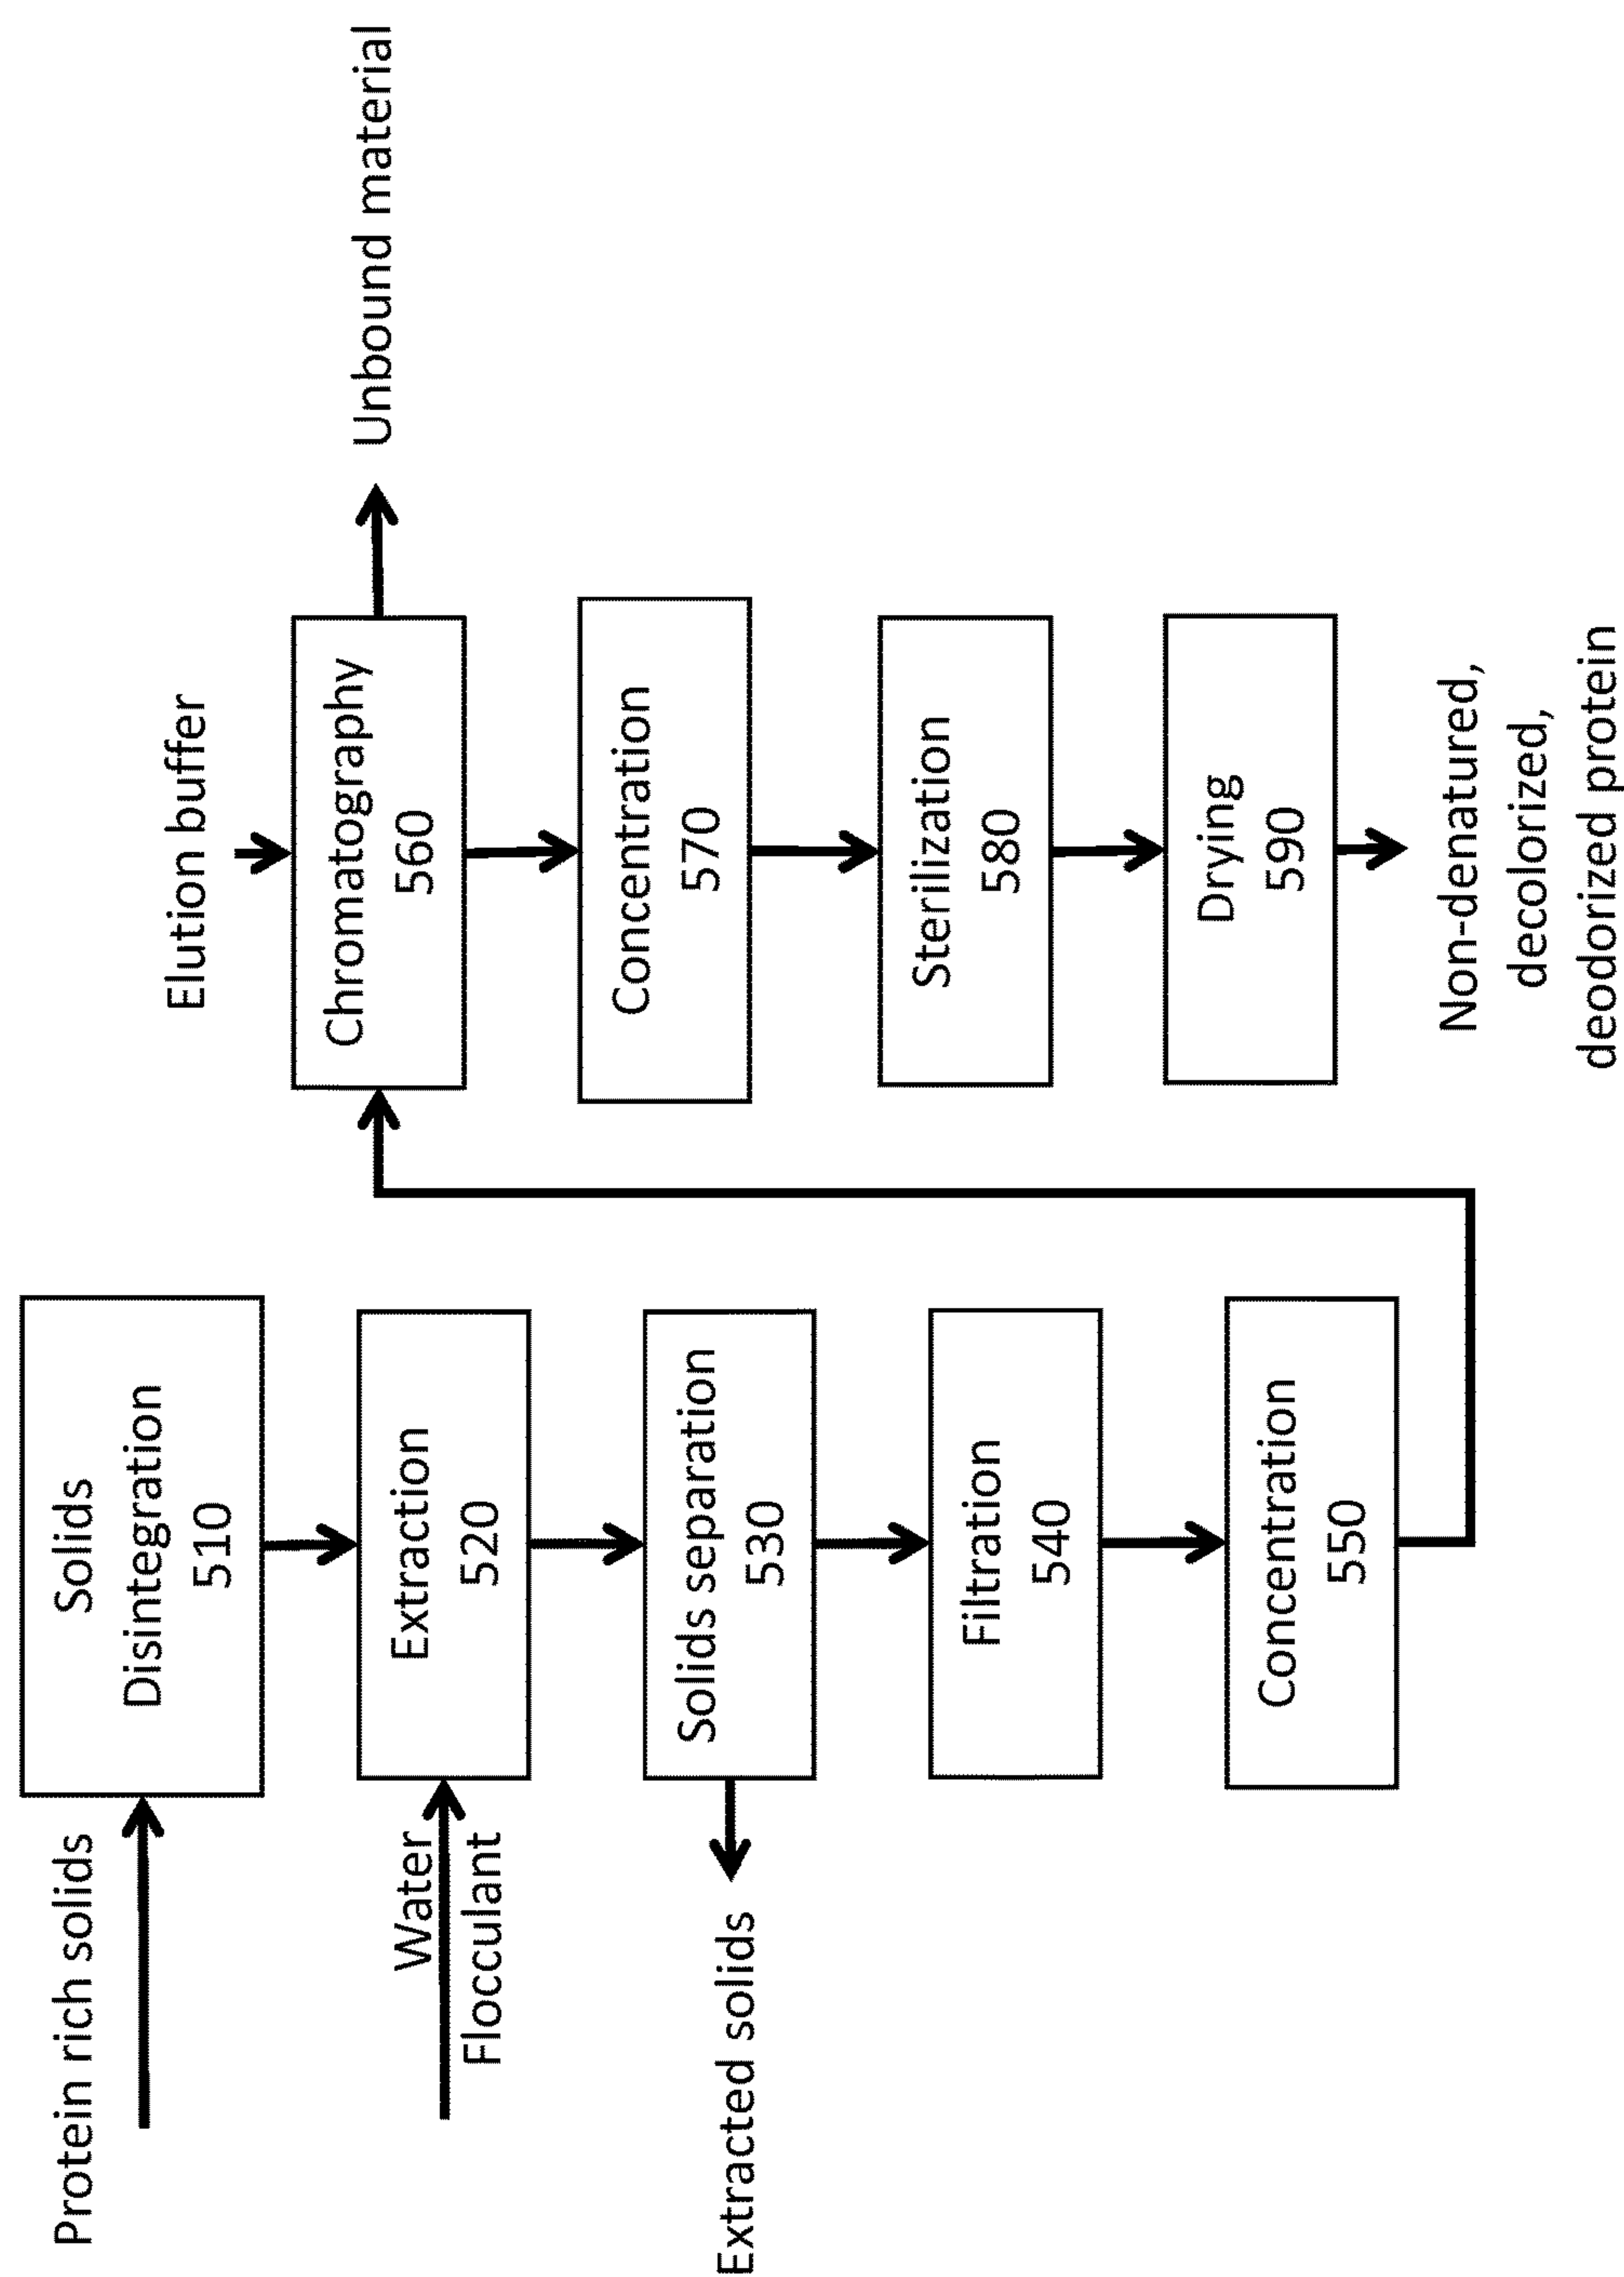 Protein rich solids
Solids
Disintegration
510
Water
Flocculant
Extraction
520
Extracted solids
Solids separation
530
Filtration
540
Concentration
550
Elution buffer
Chromatography
560
Unbound material
Concentration
570
Sterilization
580
Drying
590
Non-denatured,
decolorized,
deodorized protein